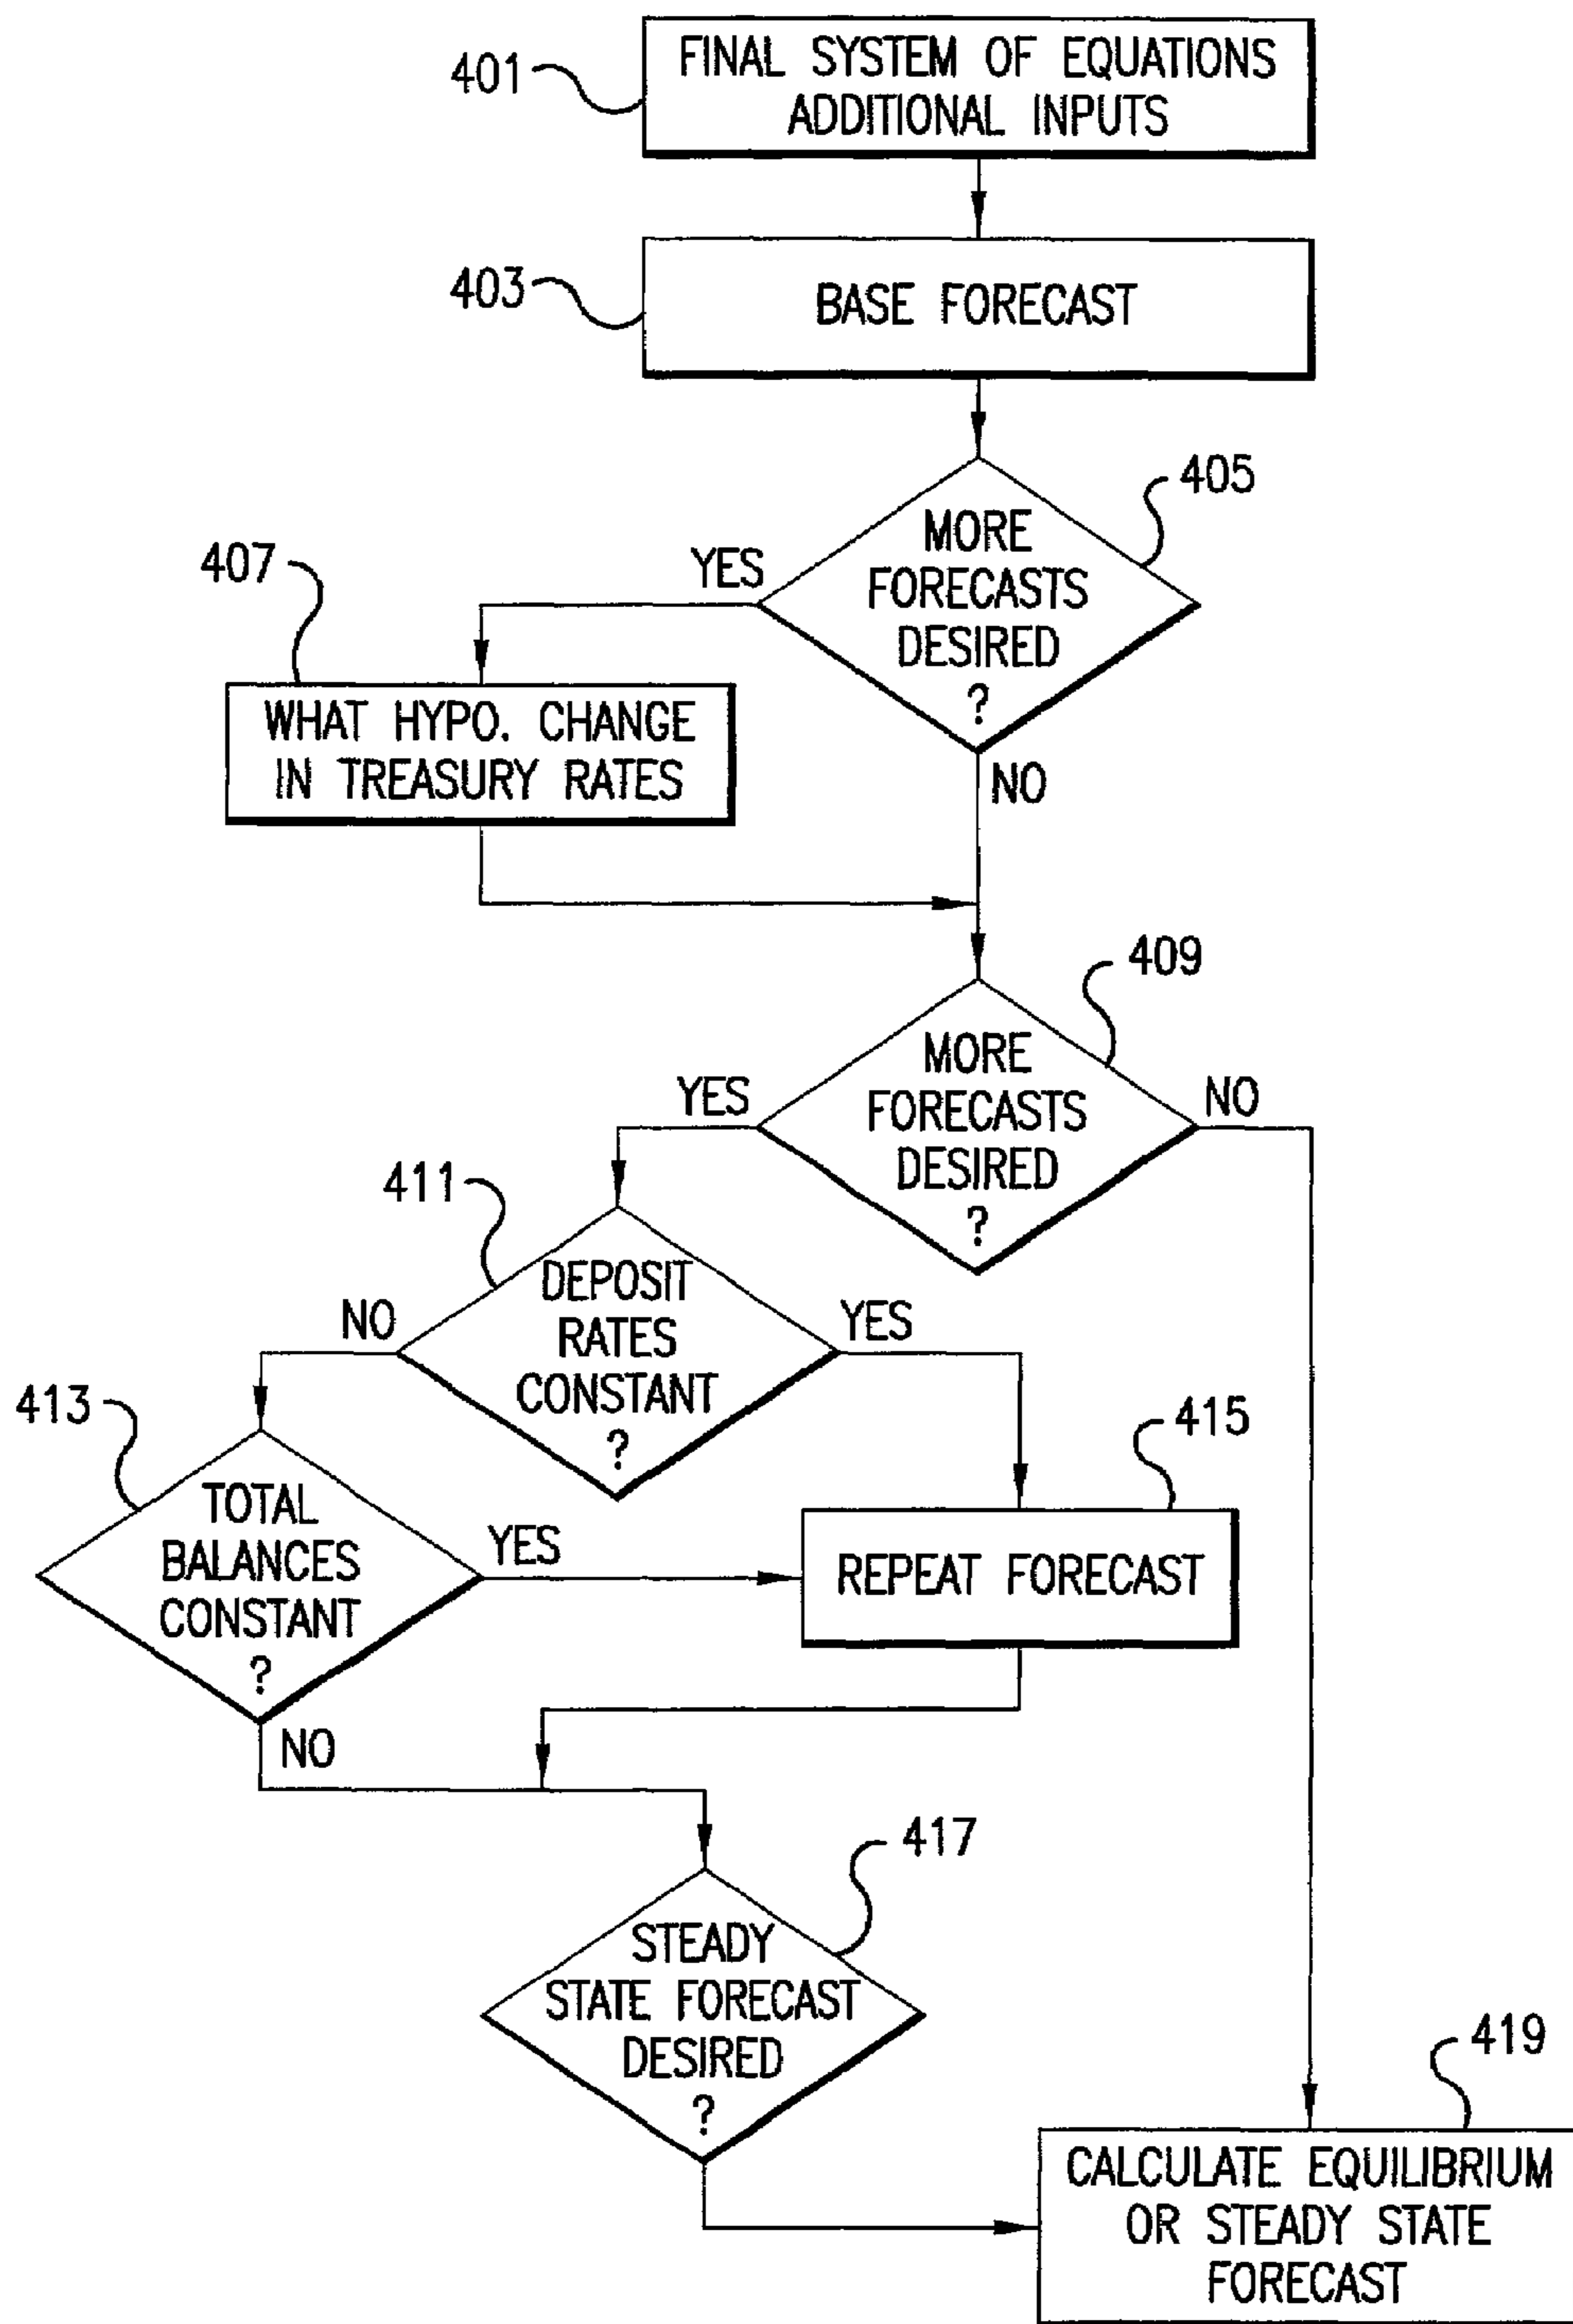 401
FINAL SYSTEM OF EQUATIONS
ADDITIONAL INPUTS
403
BASE FORECAST
405
MORE
FORECASTS
DESIRED
?
YES
NO
407
WHAT HYPO. CHANGE
IN TREASURY RATES
409
MORE
FORECASTS
DESIRED
?
YES
NO
411
DEPOSIT
RATES
CONSTANT
?
NO
YES
413
TOTAL
BALANCES
CONSTANT
?
YES
NO
415
REPEAT FORECAST
417
STEADY
STATE FORECAST
DESIRED
?
419
CALCULATE EQUILIBRIUM
OR STEADY STATE
FORECAST